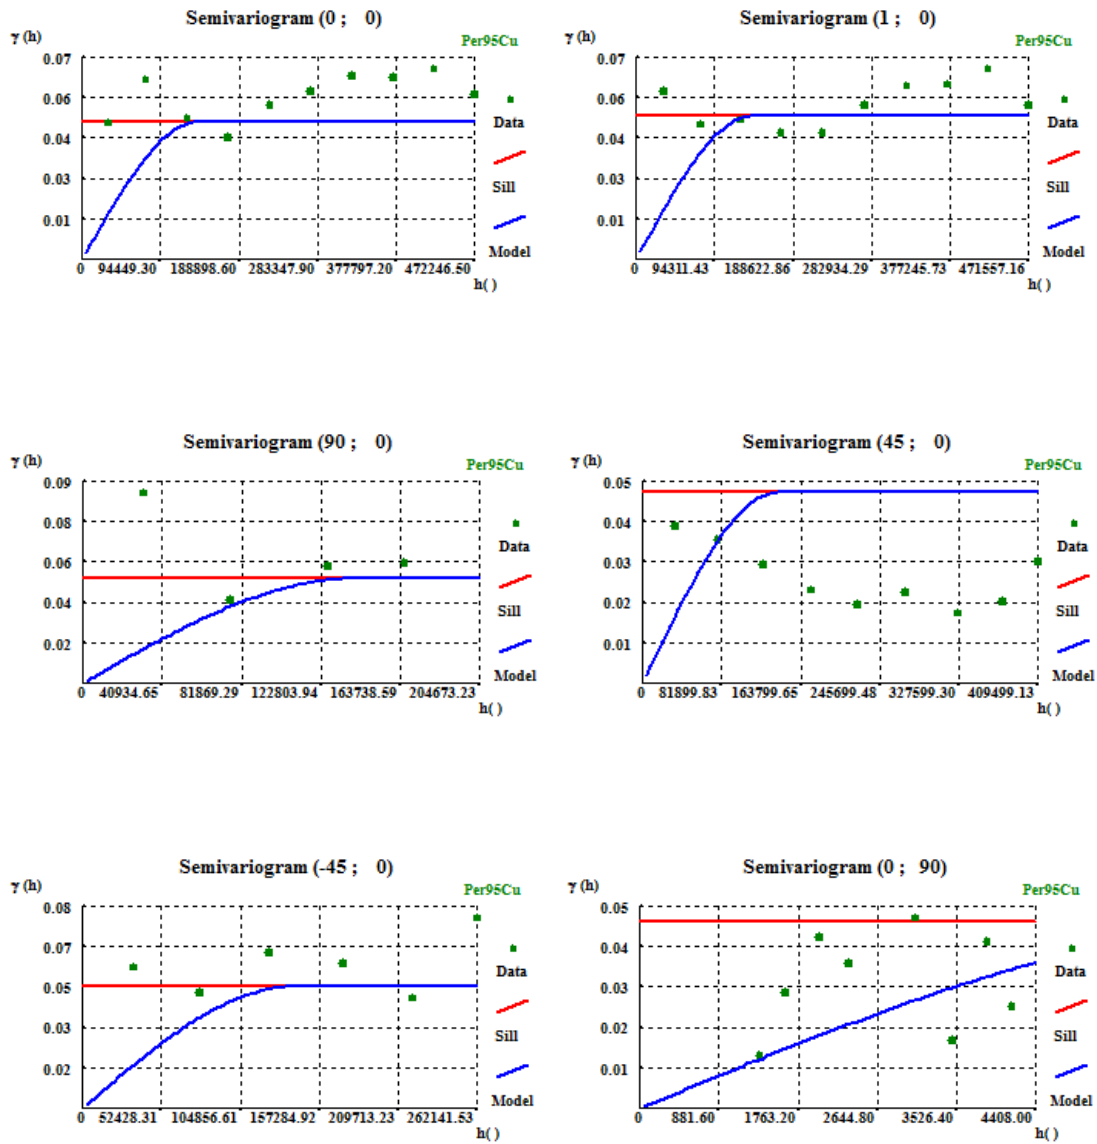 Semivariogram (0 ; 0)
γ (h)
Per95Cu
0.07
0.06
0.04
0.03
0.01
0 94449.30 188898.60 283347.90 377797.20 472246.50
h( )
Data
Sill
Model
Semivariogram (1 ; 0)
γ (h)
Per95Cu
0.07
0.06
0.04
0.03
0.01
0 94311.43 188622.86 282934.29 377245.73 471557.16
h( )
Data
Sill
Model
Semivariogram (90 ; 0)
γ (h)
Per95Cu
0.09
0.08
0.06
0.04
0.02
0 40934.65 81869.29 122803.94 163738.59 204673.23
h( )
Data
Sill
Model
Semivariogram (45 ; 0)
γ (h)
Per95Cu
0.05
0.04
0.03
0.02
0.01
0 81899.83 163799.65 245699.48 327599.30 409499.13
h( )
Data
Sill
Model
Semivariogram (-45 ; 0)
γ (h)
Per95Cu
0.08
0.07
0.05
0.03
0.02
0 52428.31 104856.61 157284.92 209713.23 262141.53
h( )
Data
Sill
Model
Semivariogram (0 ; 90)
γ (h)
Per95Cu
0.05
0.04
0.03
0.02
0.01
0 881.60 1763.20 2644.80 3526.40 4408.00
h( )
Data
Sill
Model